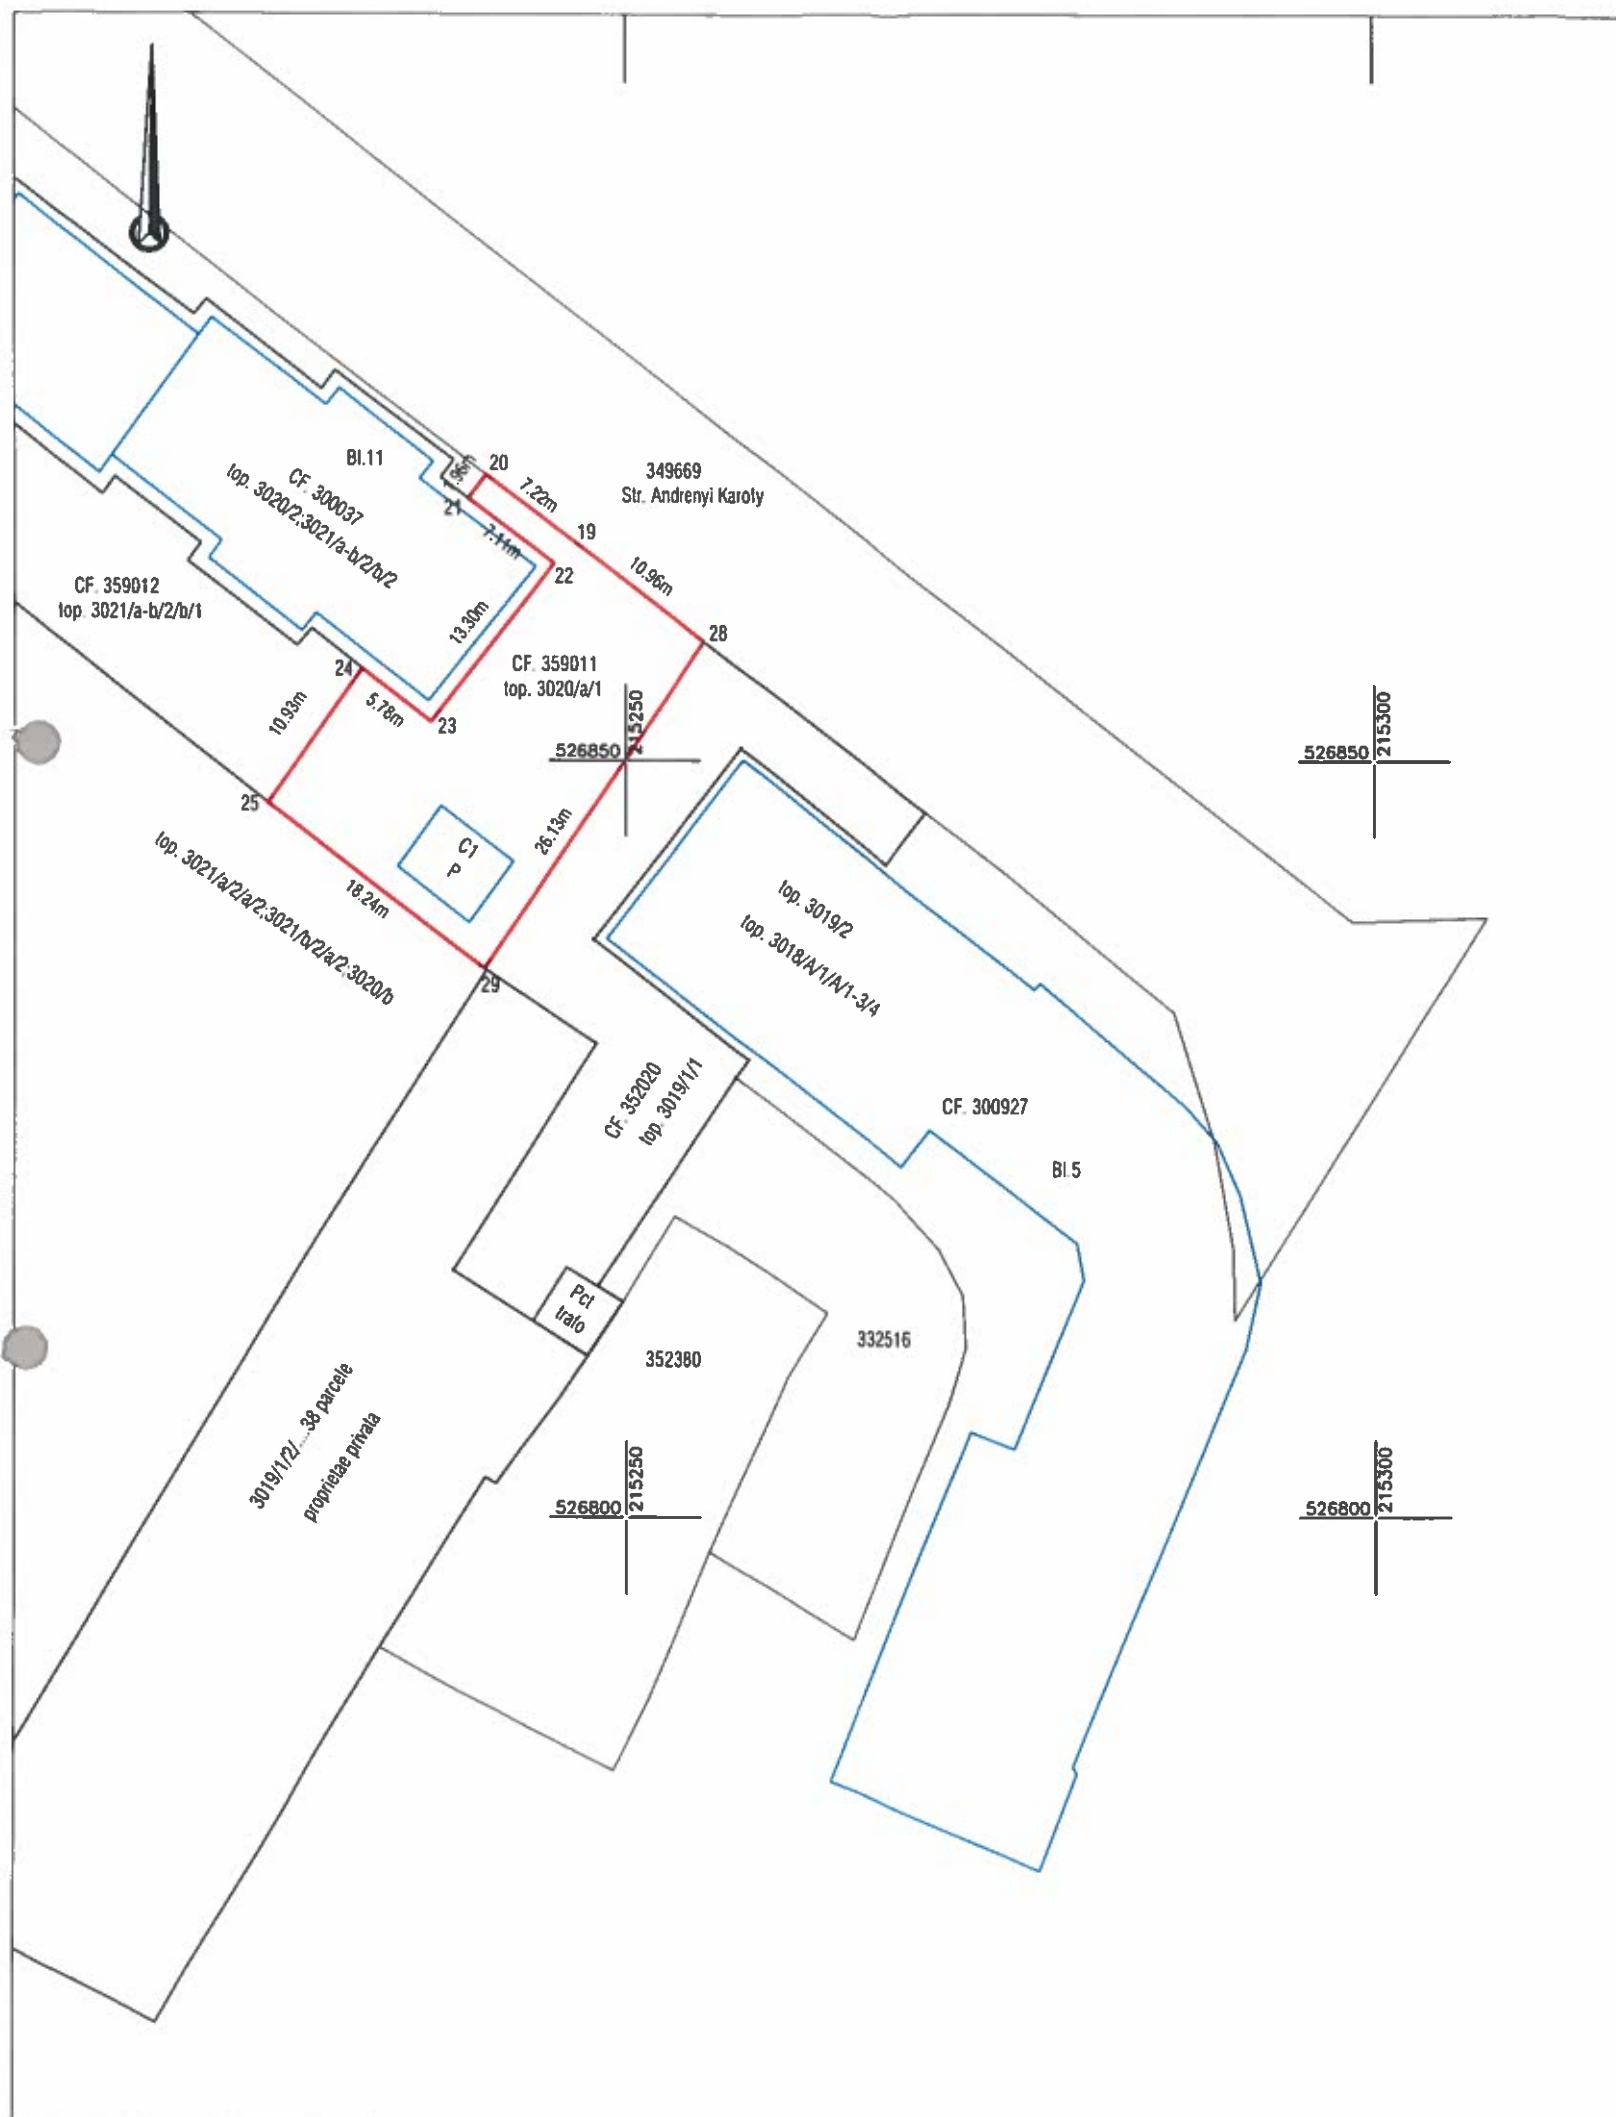 Bl.11
CF. 300037
top. 3020/2;3021/a-b/2/b/2
20
7.22m
349669
Str. Andrenyi Karoly
21
19
7.11m
22
10.96m
CF. 359012
top. 3021/a-b/2/b/1
13.30m
28
CF. 359011
top. 3020/a/1
24
5.78m
23
10.93m
526850
215250
526850
215300
25
C1
P
26.13m
18.24m
top. 3021/a/2/a/2;3021/b/2/a/2;3020/b
29
top. 3019/2
top. 3018/A/1/A/1-3/4
CF. 352020
top. 3019/1/1
CF. 300927
Bl.5
Pct
trafo
352380
332516
3019/1/2/....38 parcele
proprietae privata
526800
215250
526800
215300